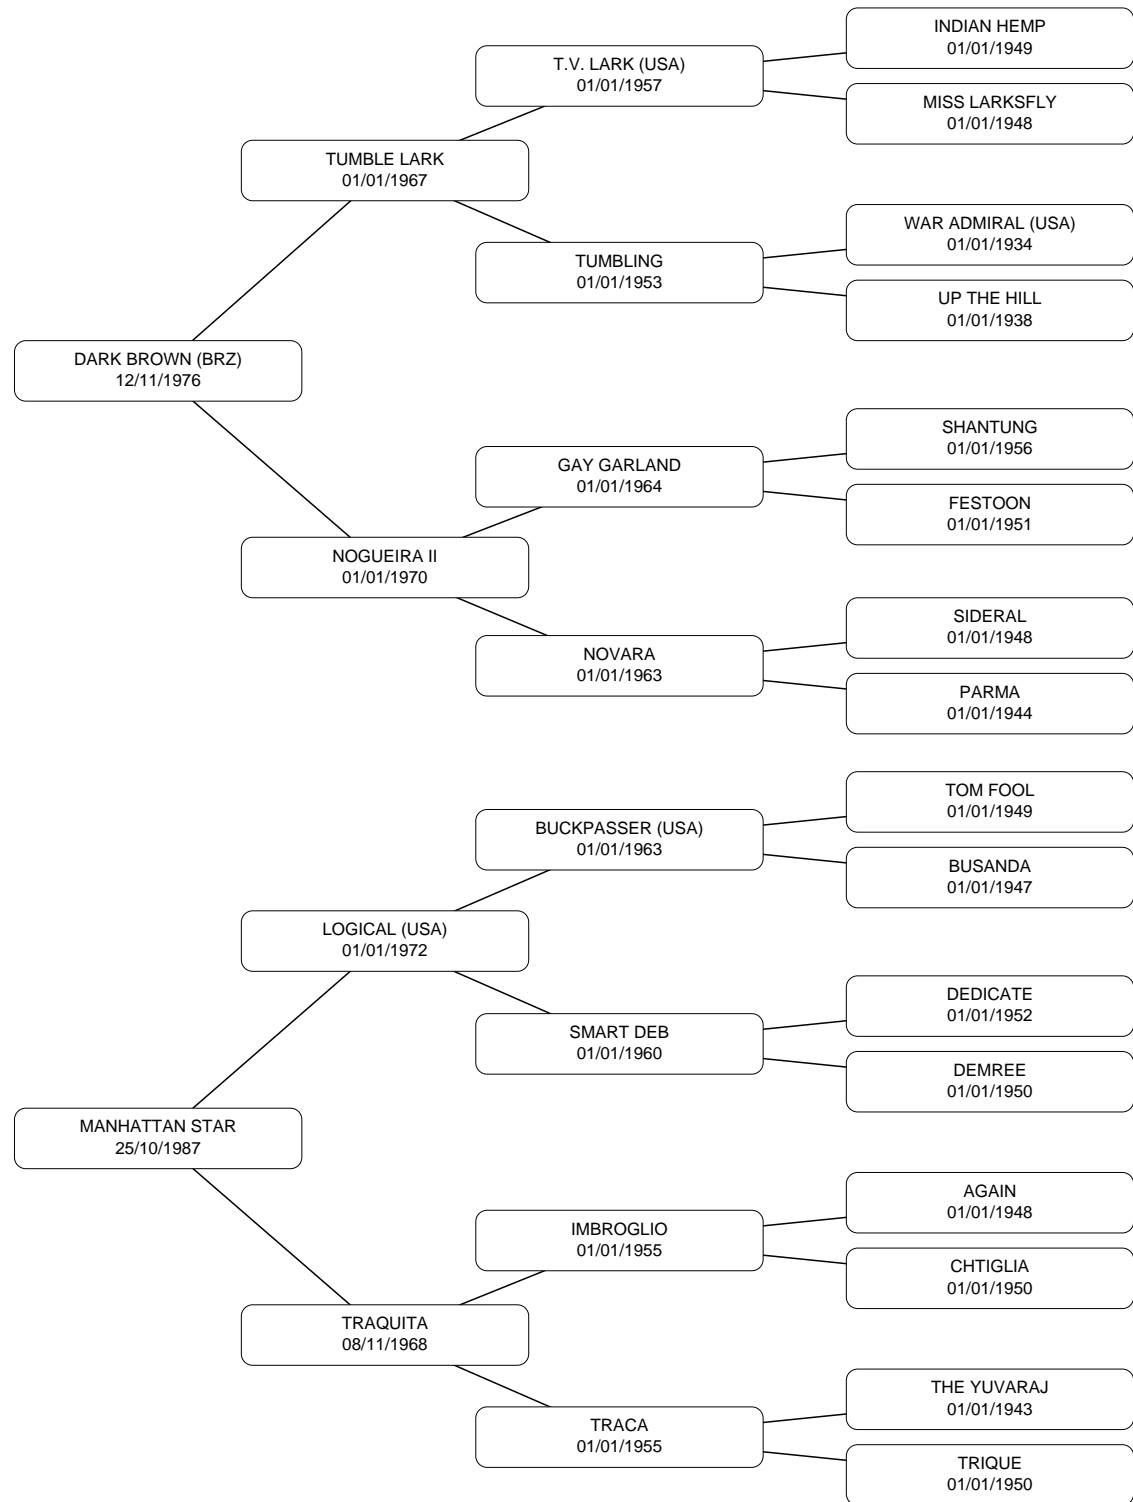 INDIAN HEMP
01/01/1949
T.V. LARK (USA)
01/01/1957
MISS LARKSFLY
01/01/1948
TUMBLE LARK
01/01/1967
WAR ADMIRAL (USA)
01/01/1934
TUMBLING
01/01/1953
UP THE HILL
01/01/1938
DARK BROWN (BRZ)
12/11/1976
SHANTUNG
01/01/1956
GAY GARLAND
01/01/1964
FESTOON
01/01/1951
NOGUEIRA II
01/01/1970
SIDERAL
01/01/1948
NOVARA
01/01/1963
PARMA
01/01/1944
TOM FOOL
01/01/1949
BUCKPASSER (USA)
01/01/1963
BUSANDA
01/01/1947
LOGICAL (USA)
01/01/1972
DEDICATE
01/01/1952
SMART DEB
01/01/1960
DEMREE
01/01/1950
MANHATTAN STAR
25/10/1987
AGAIN
01/01/1948
IMBROGLIO
01/01/1955
CHTIGLIA
01/01/1950
TRAQUITA
08/11/1968
THE YUVARAJ
01/01/1943
TRACA
01/01/1955
TRIQUE
01/01/1950